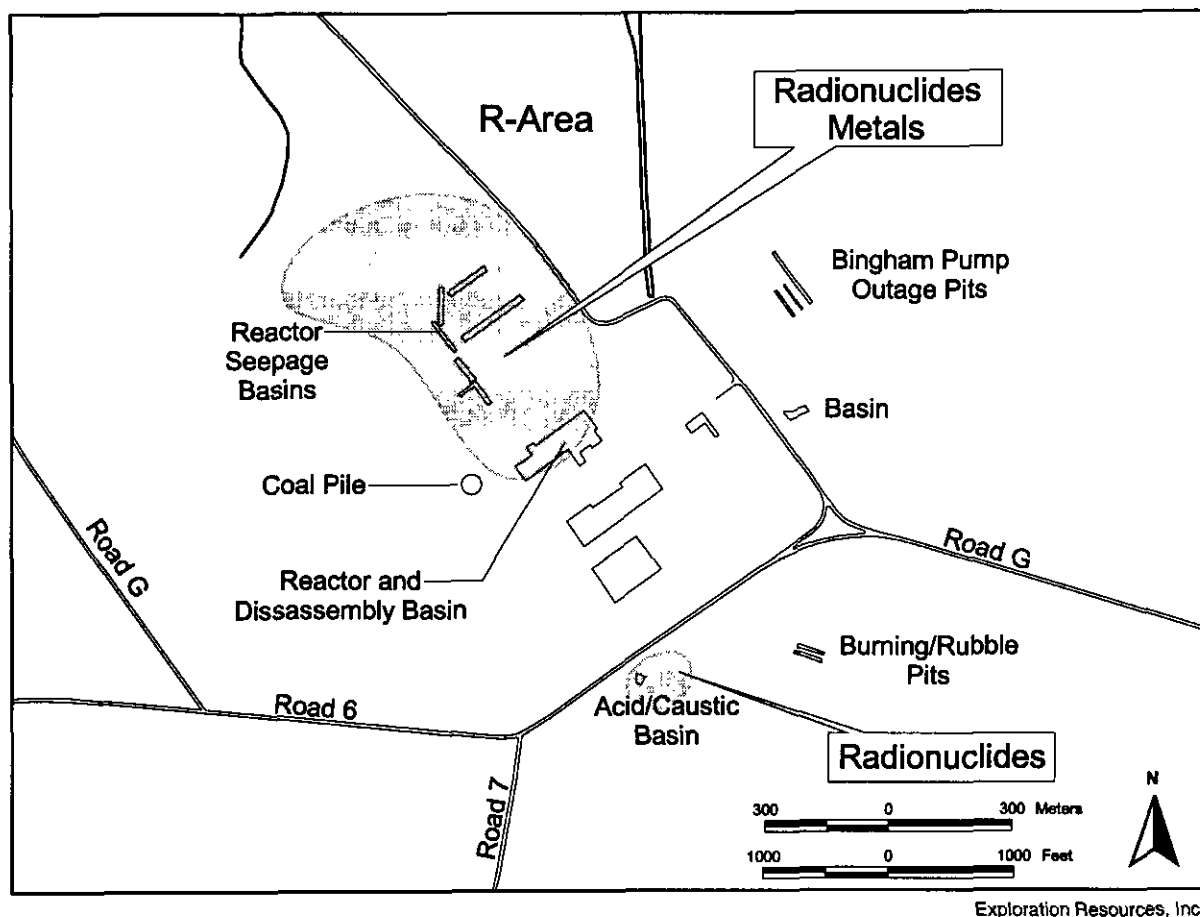 R-Area
Radionuclides
Metals
Bingham Pump
Outage Pits
Reactor
Seepage
Basins
Basin
Coal Pile
Road G
Road G
Reactor and
Dissassembly Basin
Burning/Rubble
Pits
Road 6
Acid/Caustic
Basin
Radionuclides
Road 7
N
300 0 300 Meters
1000 0 1000 Feet
Exploration Resources, Inc